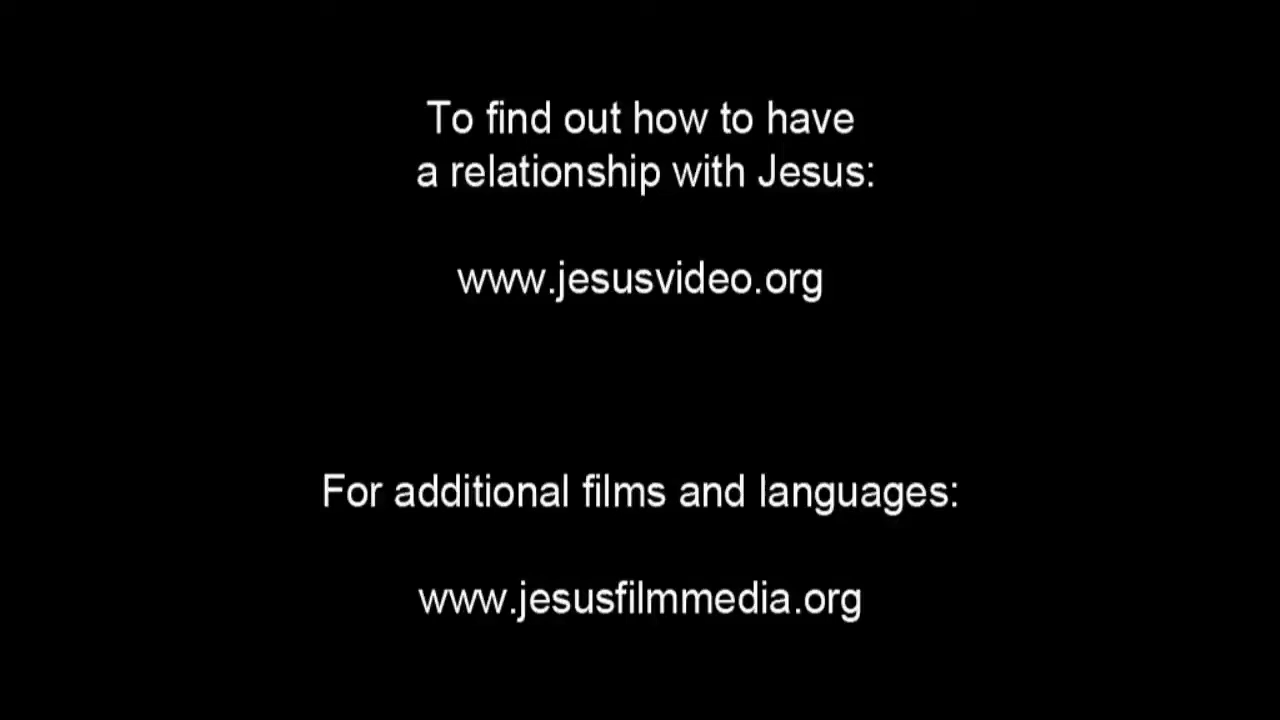 To find out how to have
a relationship with Jesus:
www.jesusvideo.org
For additional films and languages:
www.jesusfilmmedia.org